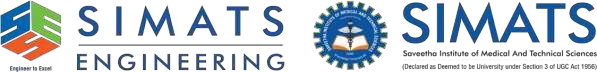 SIMATS
ENGINEERING
Engineer to Excel
SIMATS
Saveetha Institute of Medical And Technical Sciences
(Declared as Deemed to be University under Section 3 of UGC Act 1956)